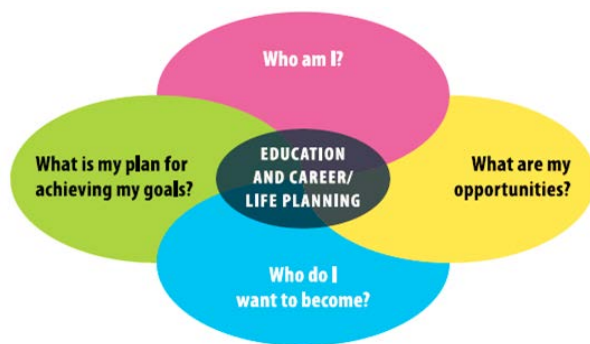 Who am I?
What is my plan for
achieving my goals?
EDUCATION
AND CAREER/
LIFE PLANNING
What are my
opportunities?
Who do I
want to become?